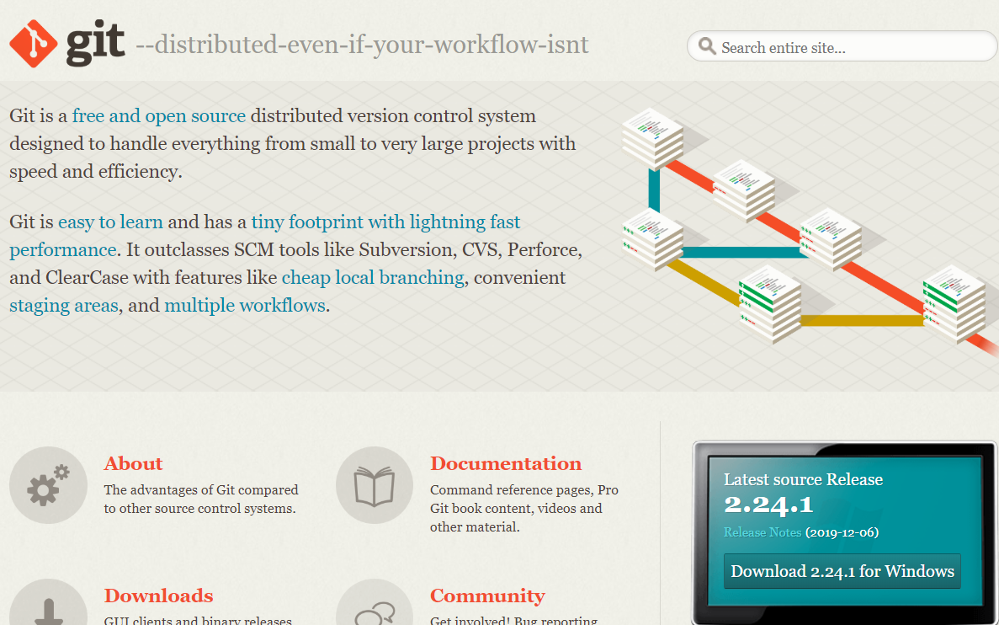 git --distributed-even-if-your-workflow-isnt
Search entire site...
Git is a free and open source distributed version control system
designed to handle everything from small to very large projects with
speed and efficiency.
Git is easy to learn and has a tiny footprint with lightning fast
performance. It outclasses SCM tools like Subversion, CVS, Perforce,
and ClearCase with features like cheap local branching, convenient
staging areas, and multiple workflows.
About
The advantages of Git compared
to other source control systems.
Documentation
Command reference pages, Pro
Git book content, videos and
other material.
Downloads
GUI clients and binary releases
Community
Get involved! Bug reporting,
Latest source Release
2.24.1
Release Notes (2019-12-06)
Download 2.24.1 for Windows